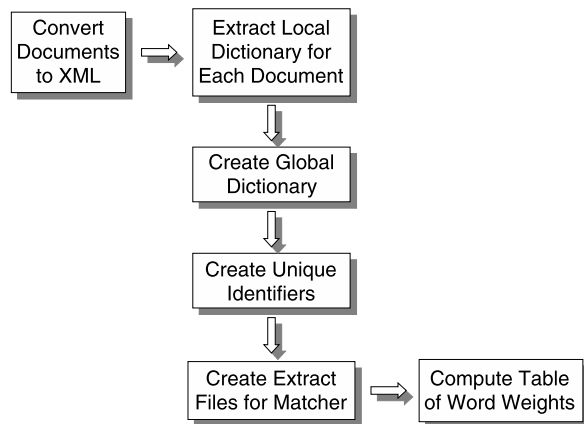 Convert
Documents
to XML
Extract Local
Dictionary for
Each Document
Create Global
Dictionary
Create Unique
Identifiers
Create Extract
Files for Matcher
Compute Table
of Word Weights